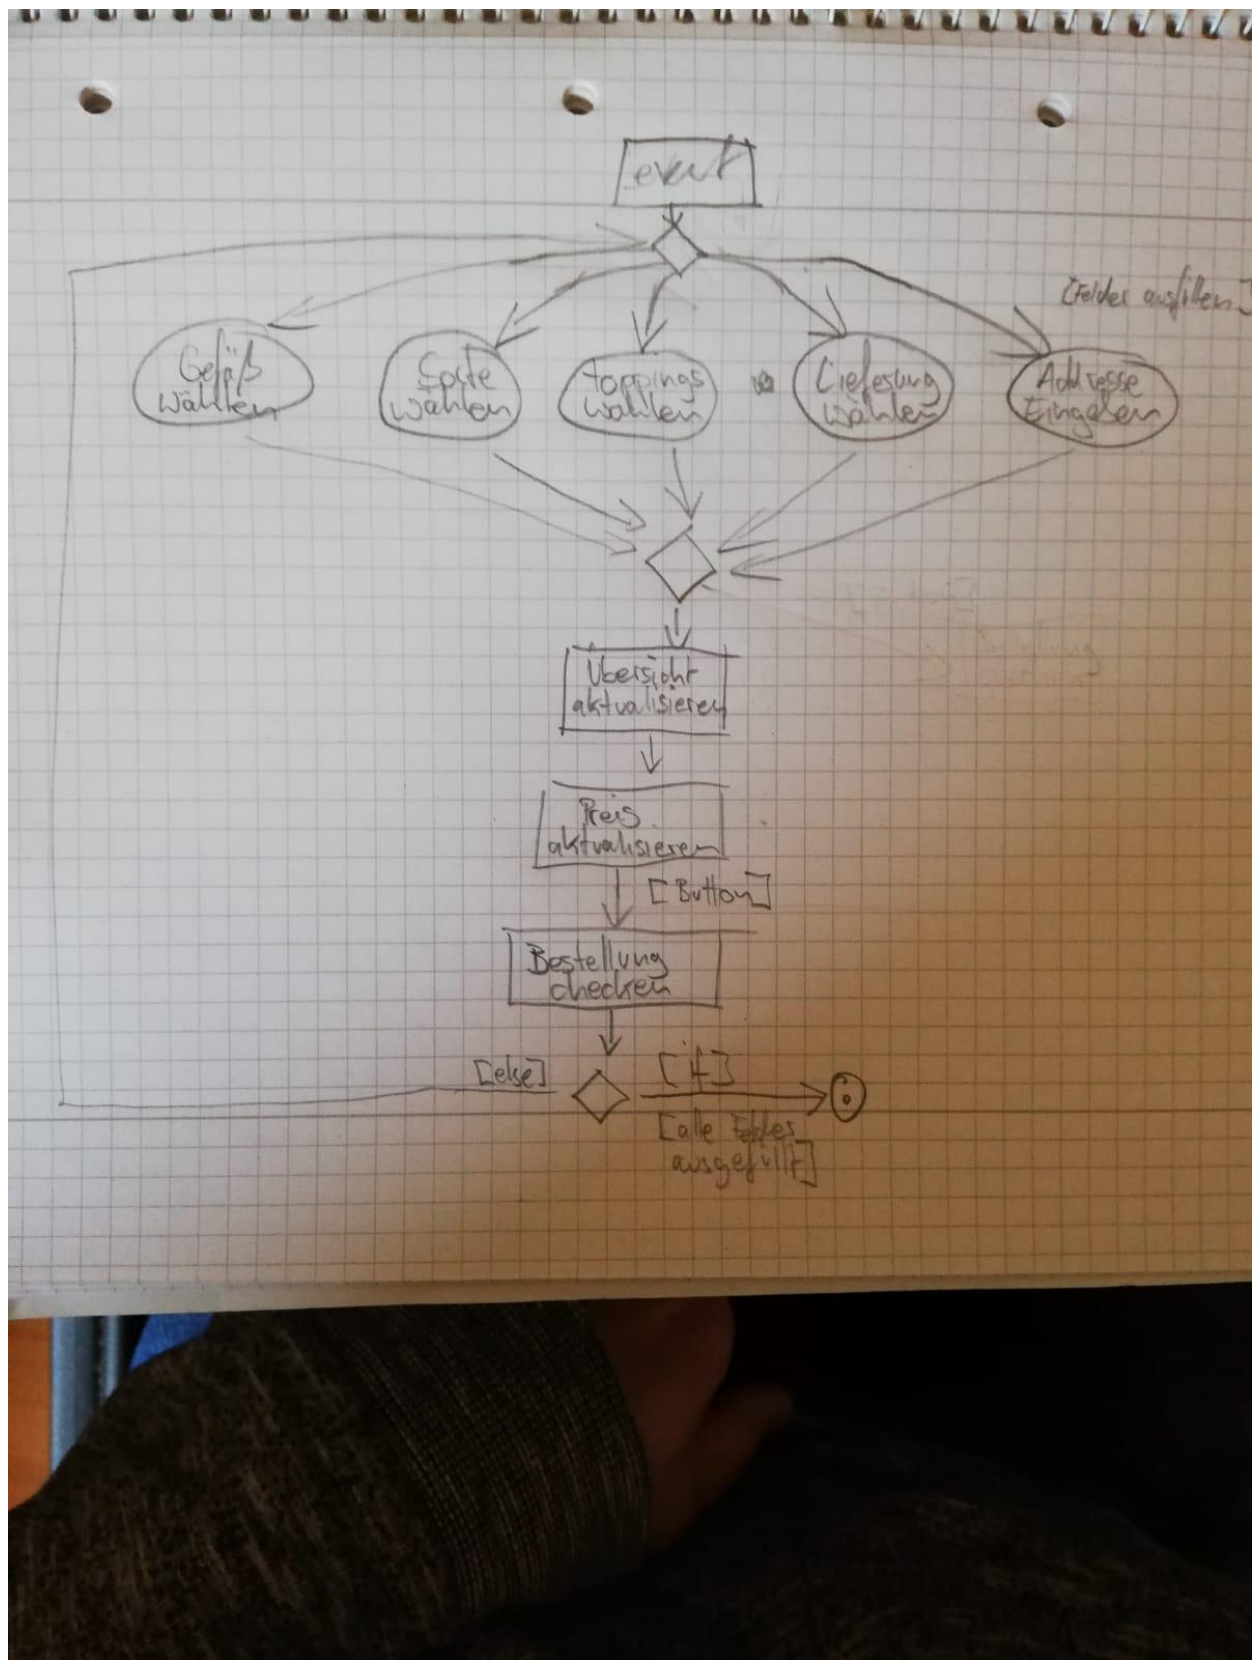 event
[Felder ausfüllen]
Gefäß
wählen
Sorte
wählen
toppings
wählen
Lieferung
wählen
Addresse
Eingeben
Übersicht
aktualisieren
Preis
aktualisieren
[Button]
Bestellung
checken
[else]
[if]
[alle Felder
ausgefüllt]